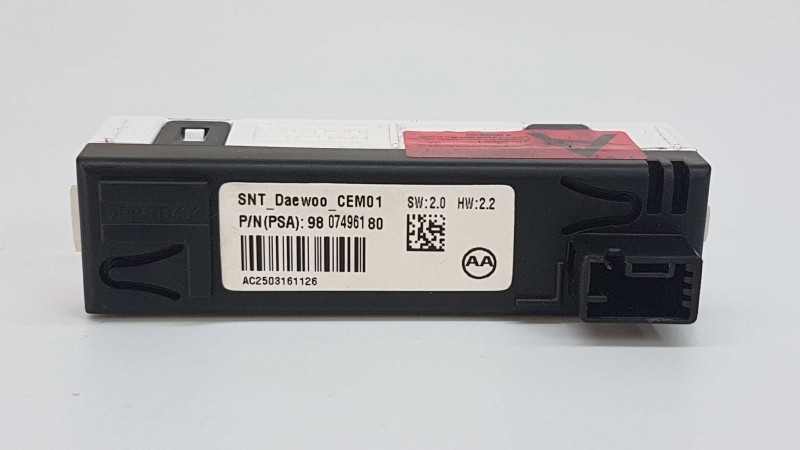 SNT_Daewoo_CEM01 SW:2.0 HW:2.2
P/N(PSA): 98 07496180
AA
AC2503161126